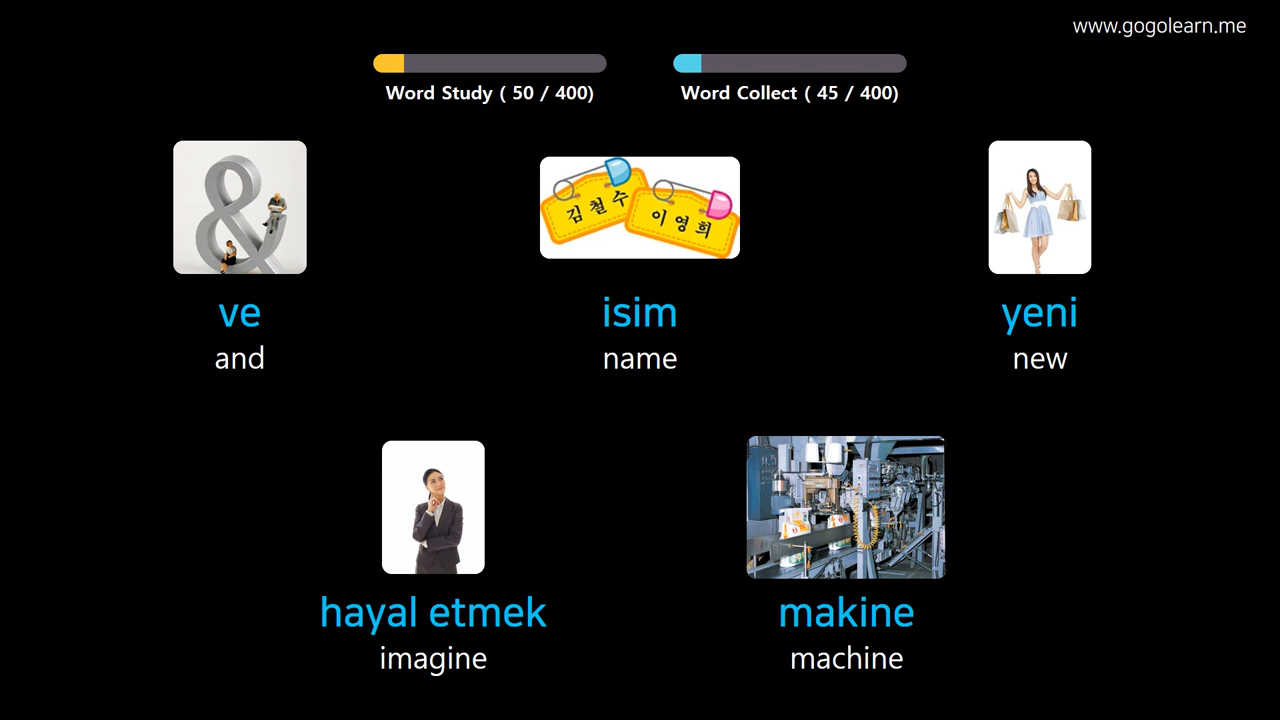 www.gogolearn.me
Word Study ( 50 / 400)
Word Collect ( 45 / 400)
김철수
이영희
ve
and
isim
name
yeni
new
hayal etmek
imagine
makine
machine